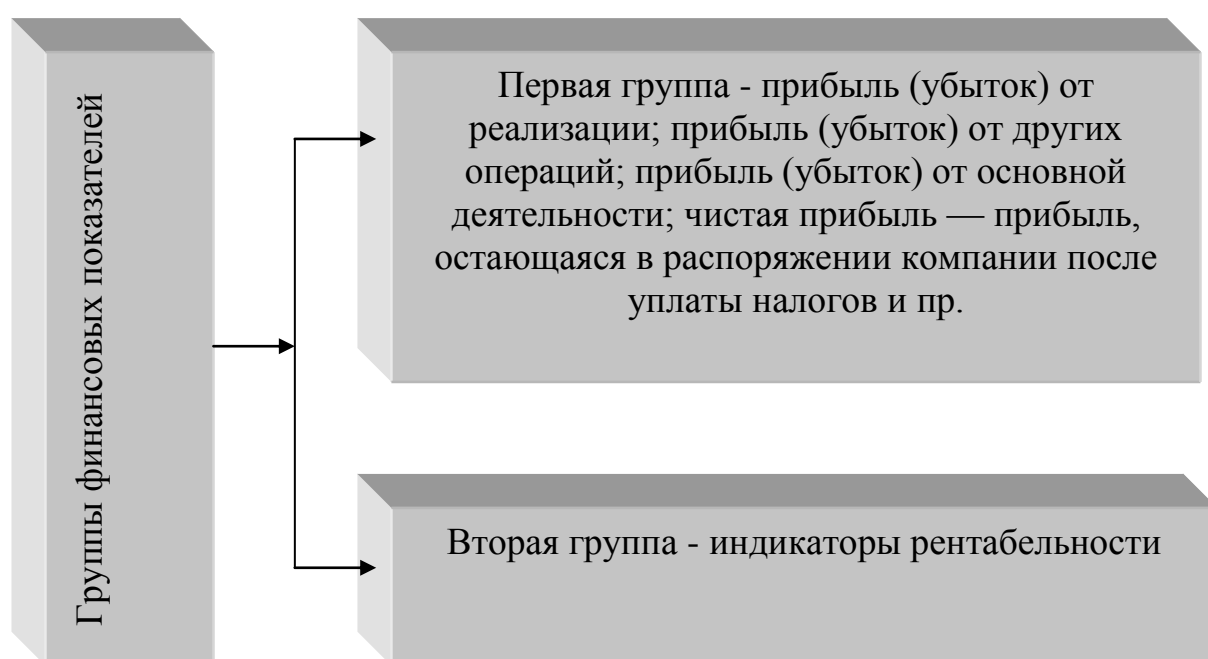 Группы финансовых показателей
Первая группа - прибыль (убыток) от
реализации; прибыль (убыток) от других
операций; прибыль (убыток) от основной
деятельности; чистая прибыль — прибыль,
остающаяся в распоряжении компании после
уплаты налогов и пр.
Вторая группа - индикаторы рентабельности